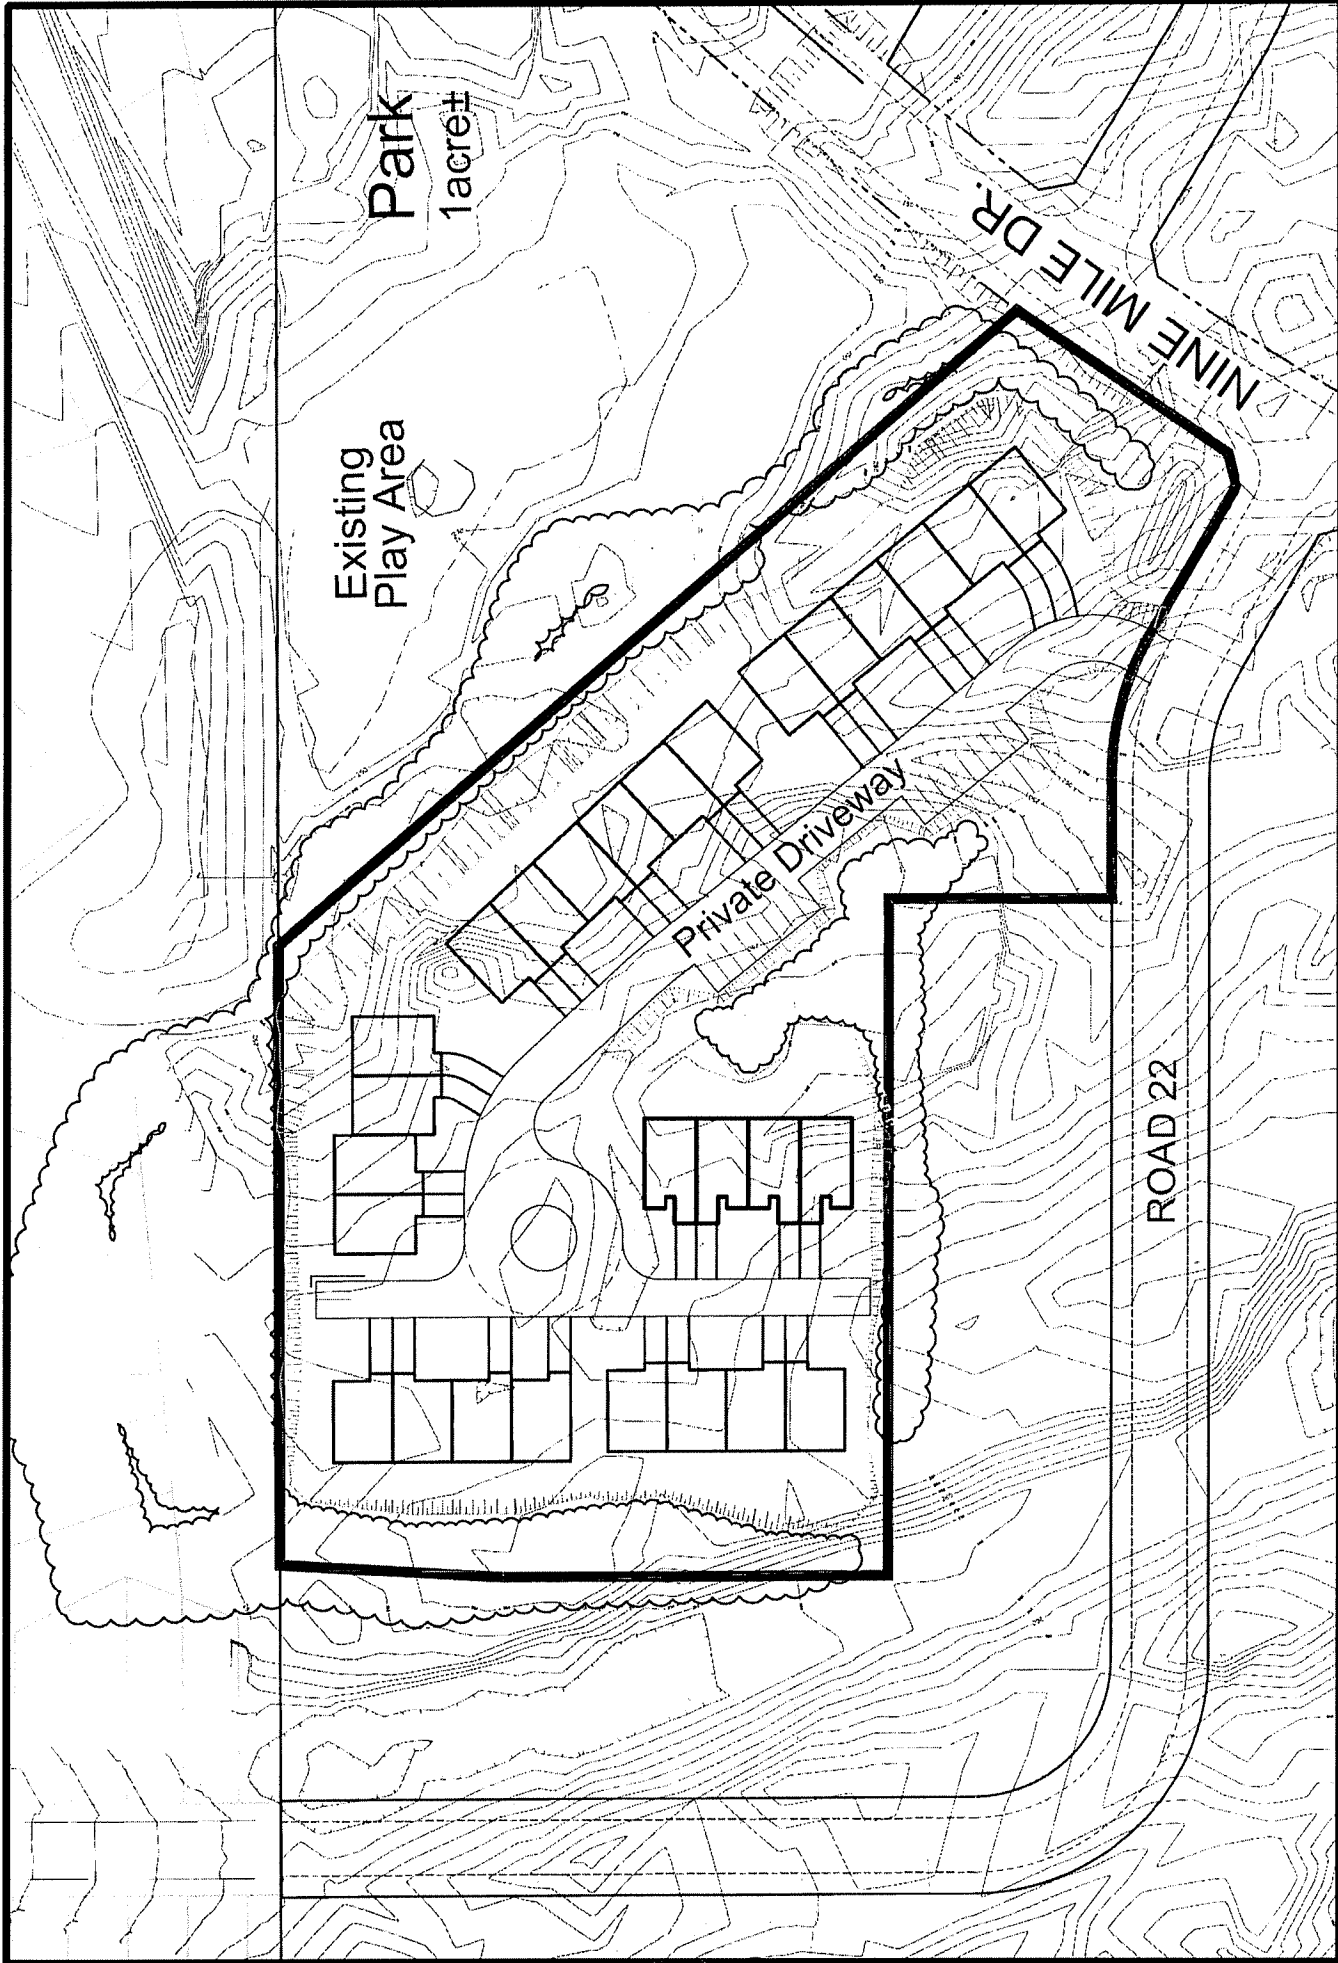 Park
1acre±
Existing
Play Area
NINE MILE DR.
Private Driveway
ROAD 22